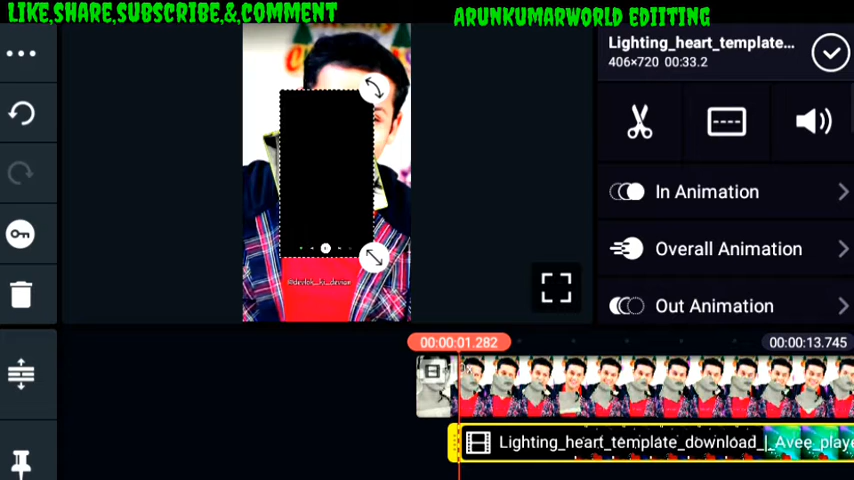 LIKE,SHARE,SUBSCRIBE,&,COMMENT
ARUNKUMARWORLD EDIITING
Lighting_heart_template...
406×720 00:33.2
In Animation
Overall Animation
Out Animation
00:00:01.282
00:00:13.745
Lighting_heart_template_download_|_Avee_playe